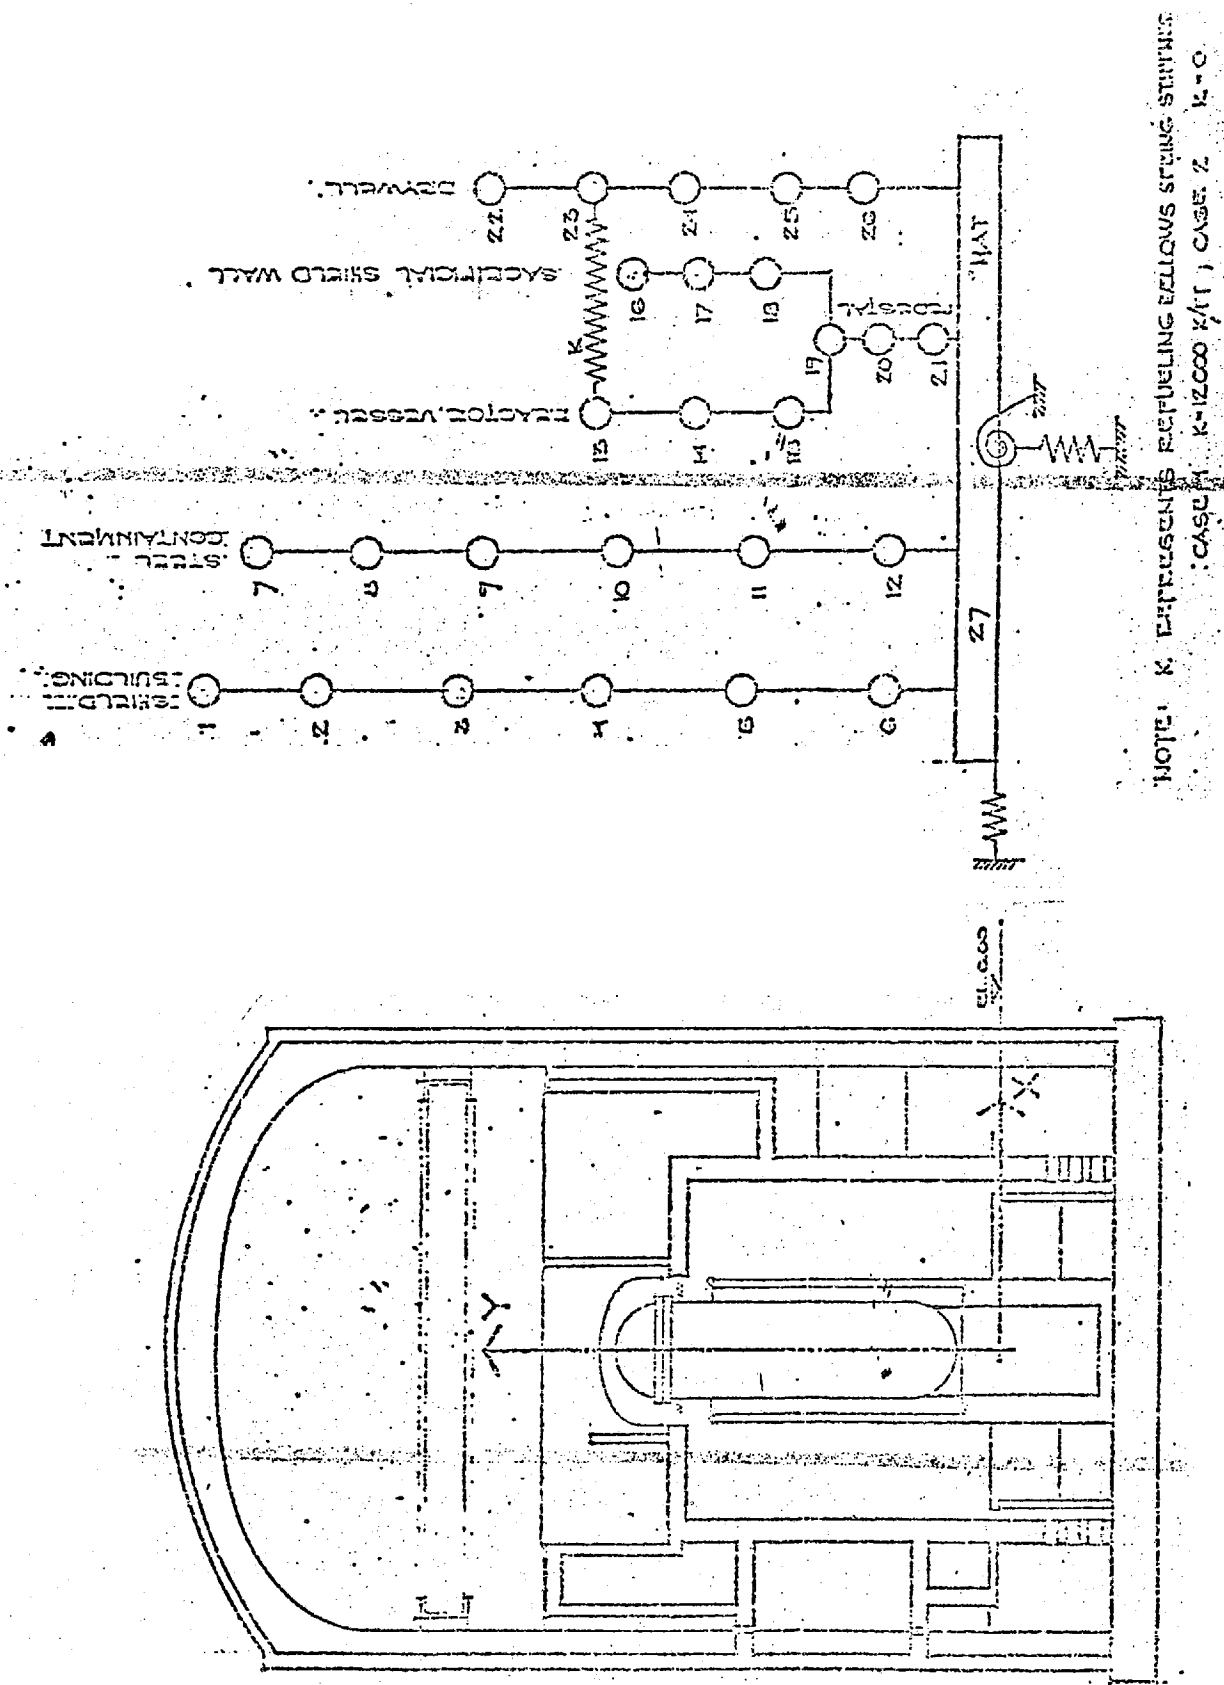 SHIELD
BUILDING
1
2
3
4
5
6
STEEL
CONTAINMENT
7
8
9
10
11
12
REACTOR VESSEL
13
14
15
K
SACRIFICIAL SHIELD WALL
16
17
18
19
20
21
PEDESTAL
DRYWELL
22
23
24
25
26
27
MAT
NOTE: K REPRESENTS REFUELING BELLOWS SPRING STIFFNESS
CASE 1 K=12000 K/FT; CASE 2 K=0
EL.
Y
X